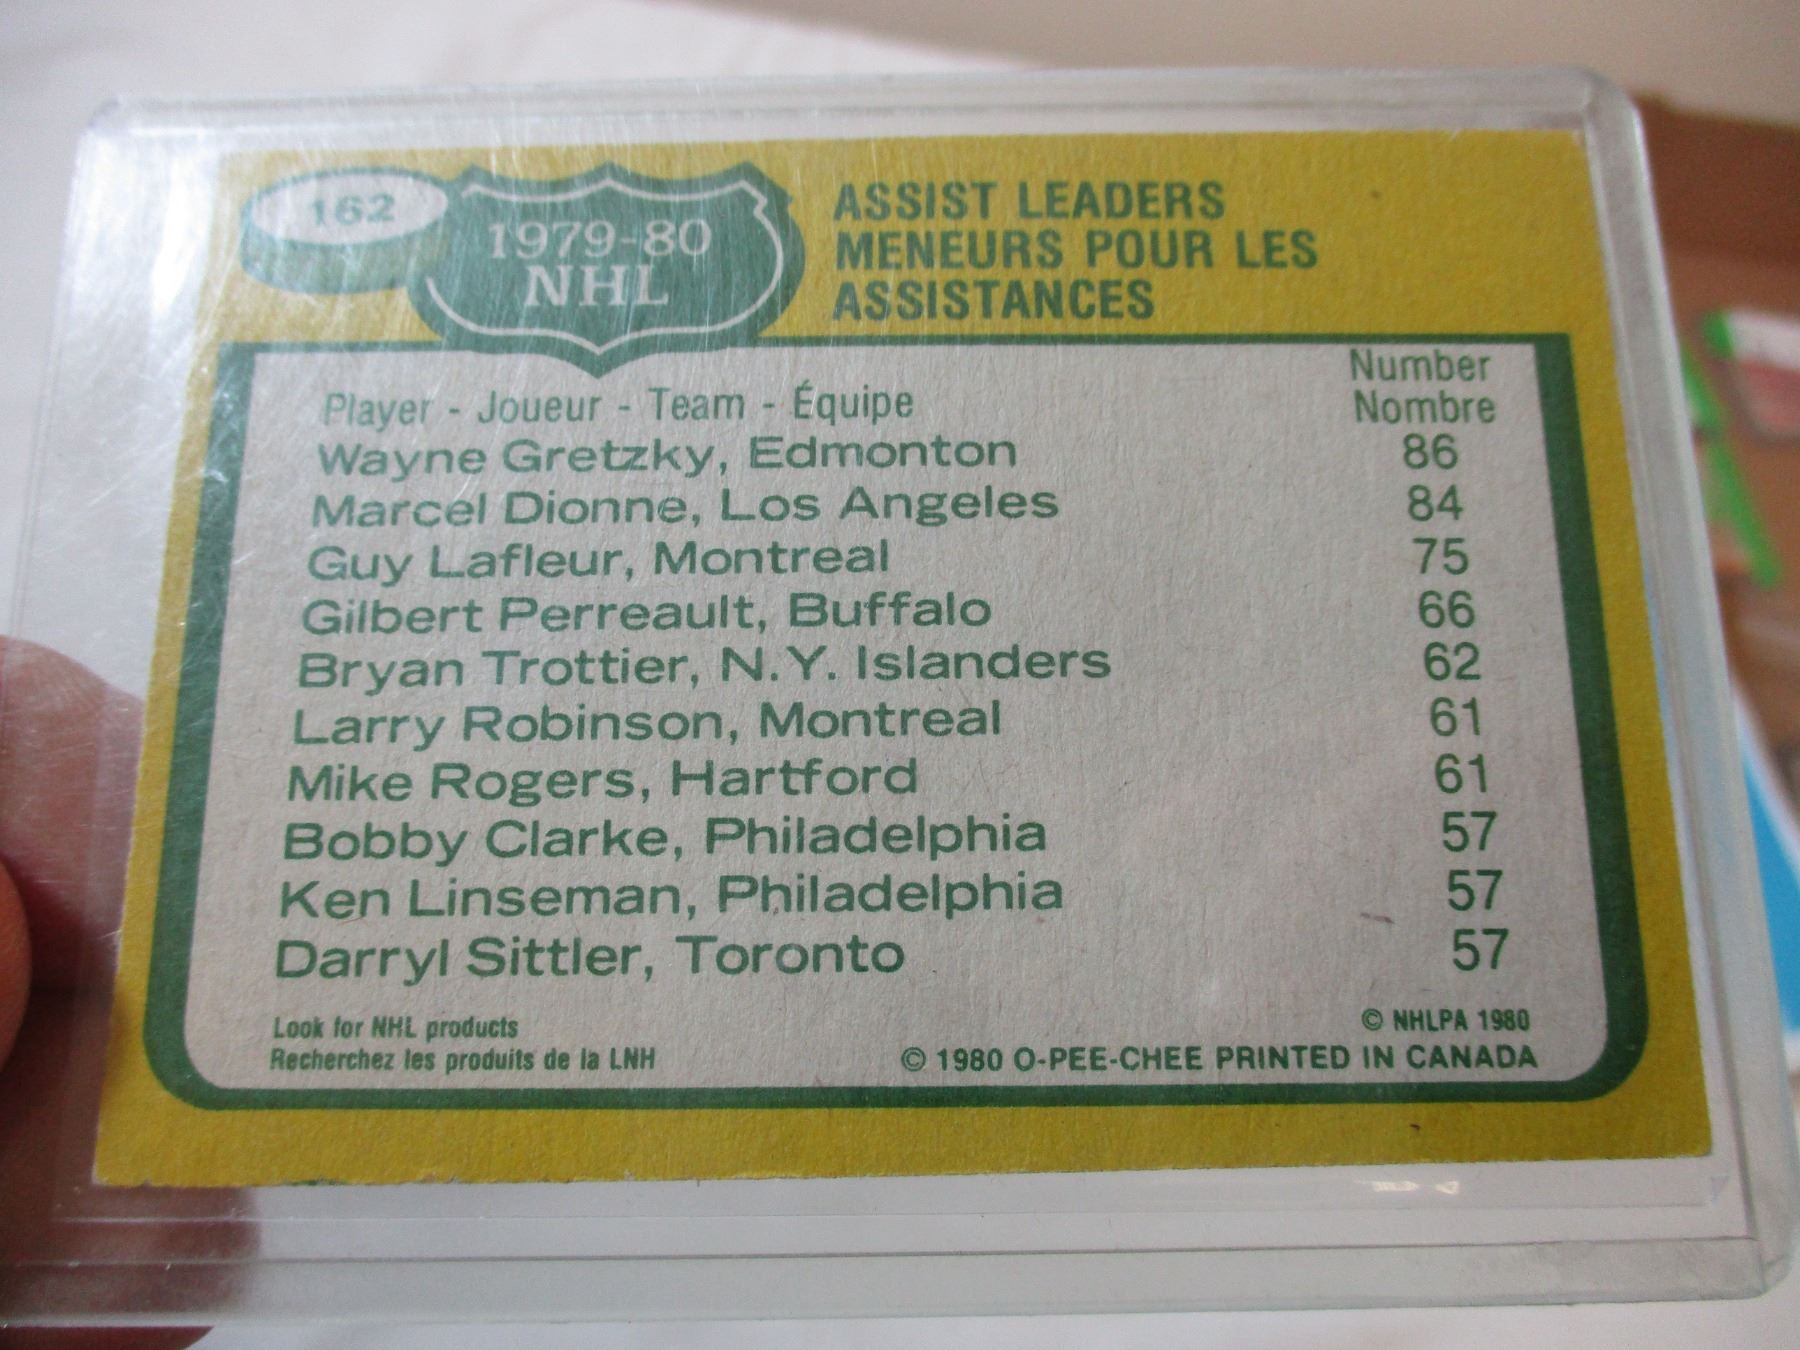 162
1979-80
NHL
ASSIST LEADERS
MENEURS POUR LES
ASSISTANCES
Player - Joueur - Team - Équipe
Number
Nombre
Wayne Gretzky, Edmonton 86
Marcel Dionne, Los Angeles 84
Guy Lafleur, Montreal 75
Gilbert Perreault, Buffalo 66
Bryan Trottier, N.Y. Islanders 62
Larry Robinson, Montreal 61
Mike Rogers, Hartford 61
Bobby Clarke, Philadelphia 57
Ken Linseman, Philadelphia 57
Darryl Sittler, Toronto 57
Look for NHL products
Recherchez les produits de la LNH
© NHLPA 1980
© 1980 O-PEE-CHEE PRINTED IN CANADA